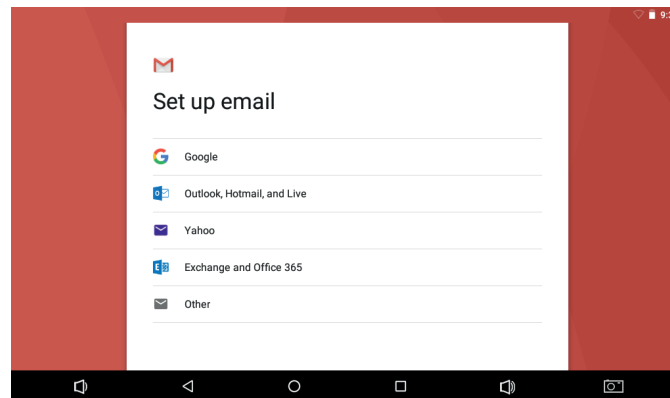 Set up email
Google
Outlook, Hotmail, and Live
Yahoo
Exchange and Office 365
Other